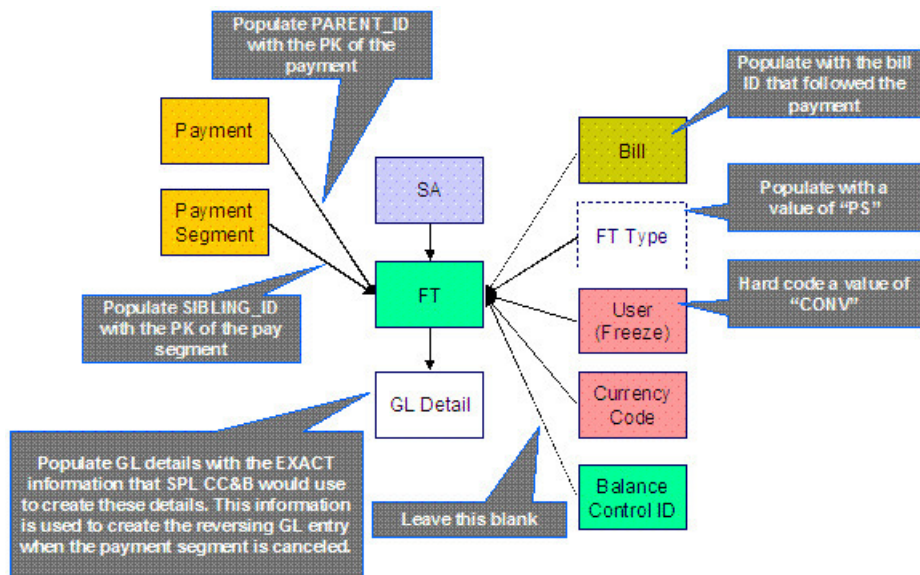 Populate PARENT_ID
with the PK of the
payment
Populate with the bill
ID that followed the
payment
Payment
Bill
SA
Populate with a
value of “PS”
Payment
Segment
FT Type
FT
Hard code a value of
“CONV”
User
(Freeze)
Populate SIBLING_ID
with the PK of the pay
segment
GL Detail
Currency
Code
Populate GL details with the EXACT
information that SPL CC&B would use
to create these details. This information
is used to create the reversing GL entry
when the payment segment is canceled.
Leave this blank
Balance
Control ID